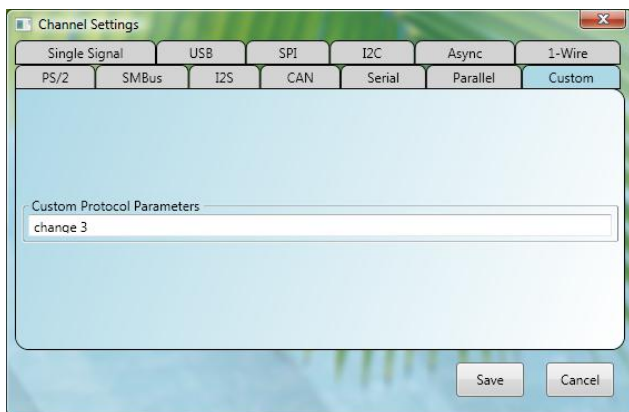 Channel Settings
Single Signal USB SPI I2C Async 1-Wire
PS/2 SMBus I2S CAN Serial Parallel Custom
Custom Protocol Parameters
change 3
Save Cancel